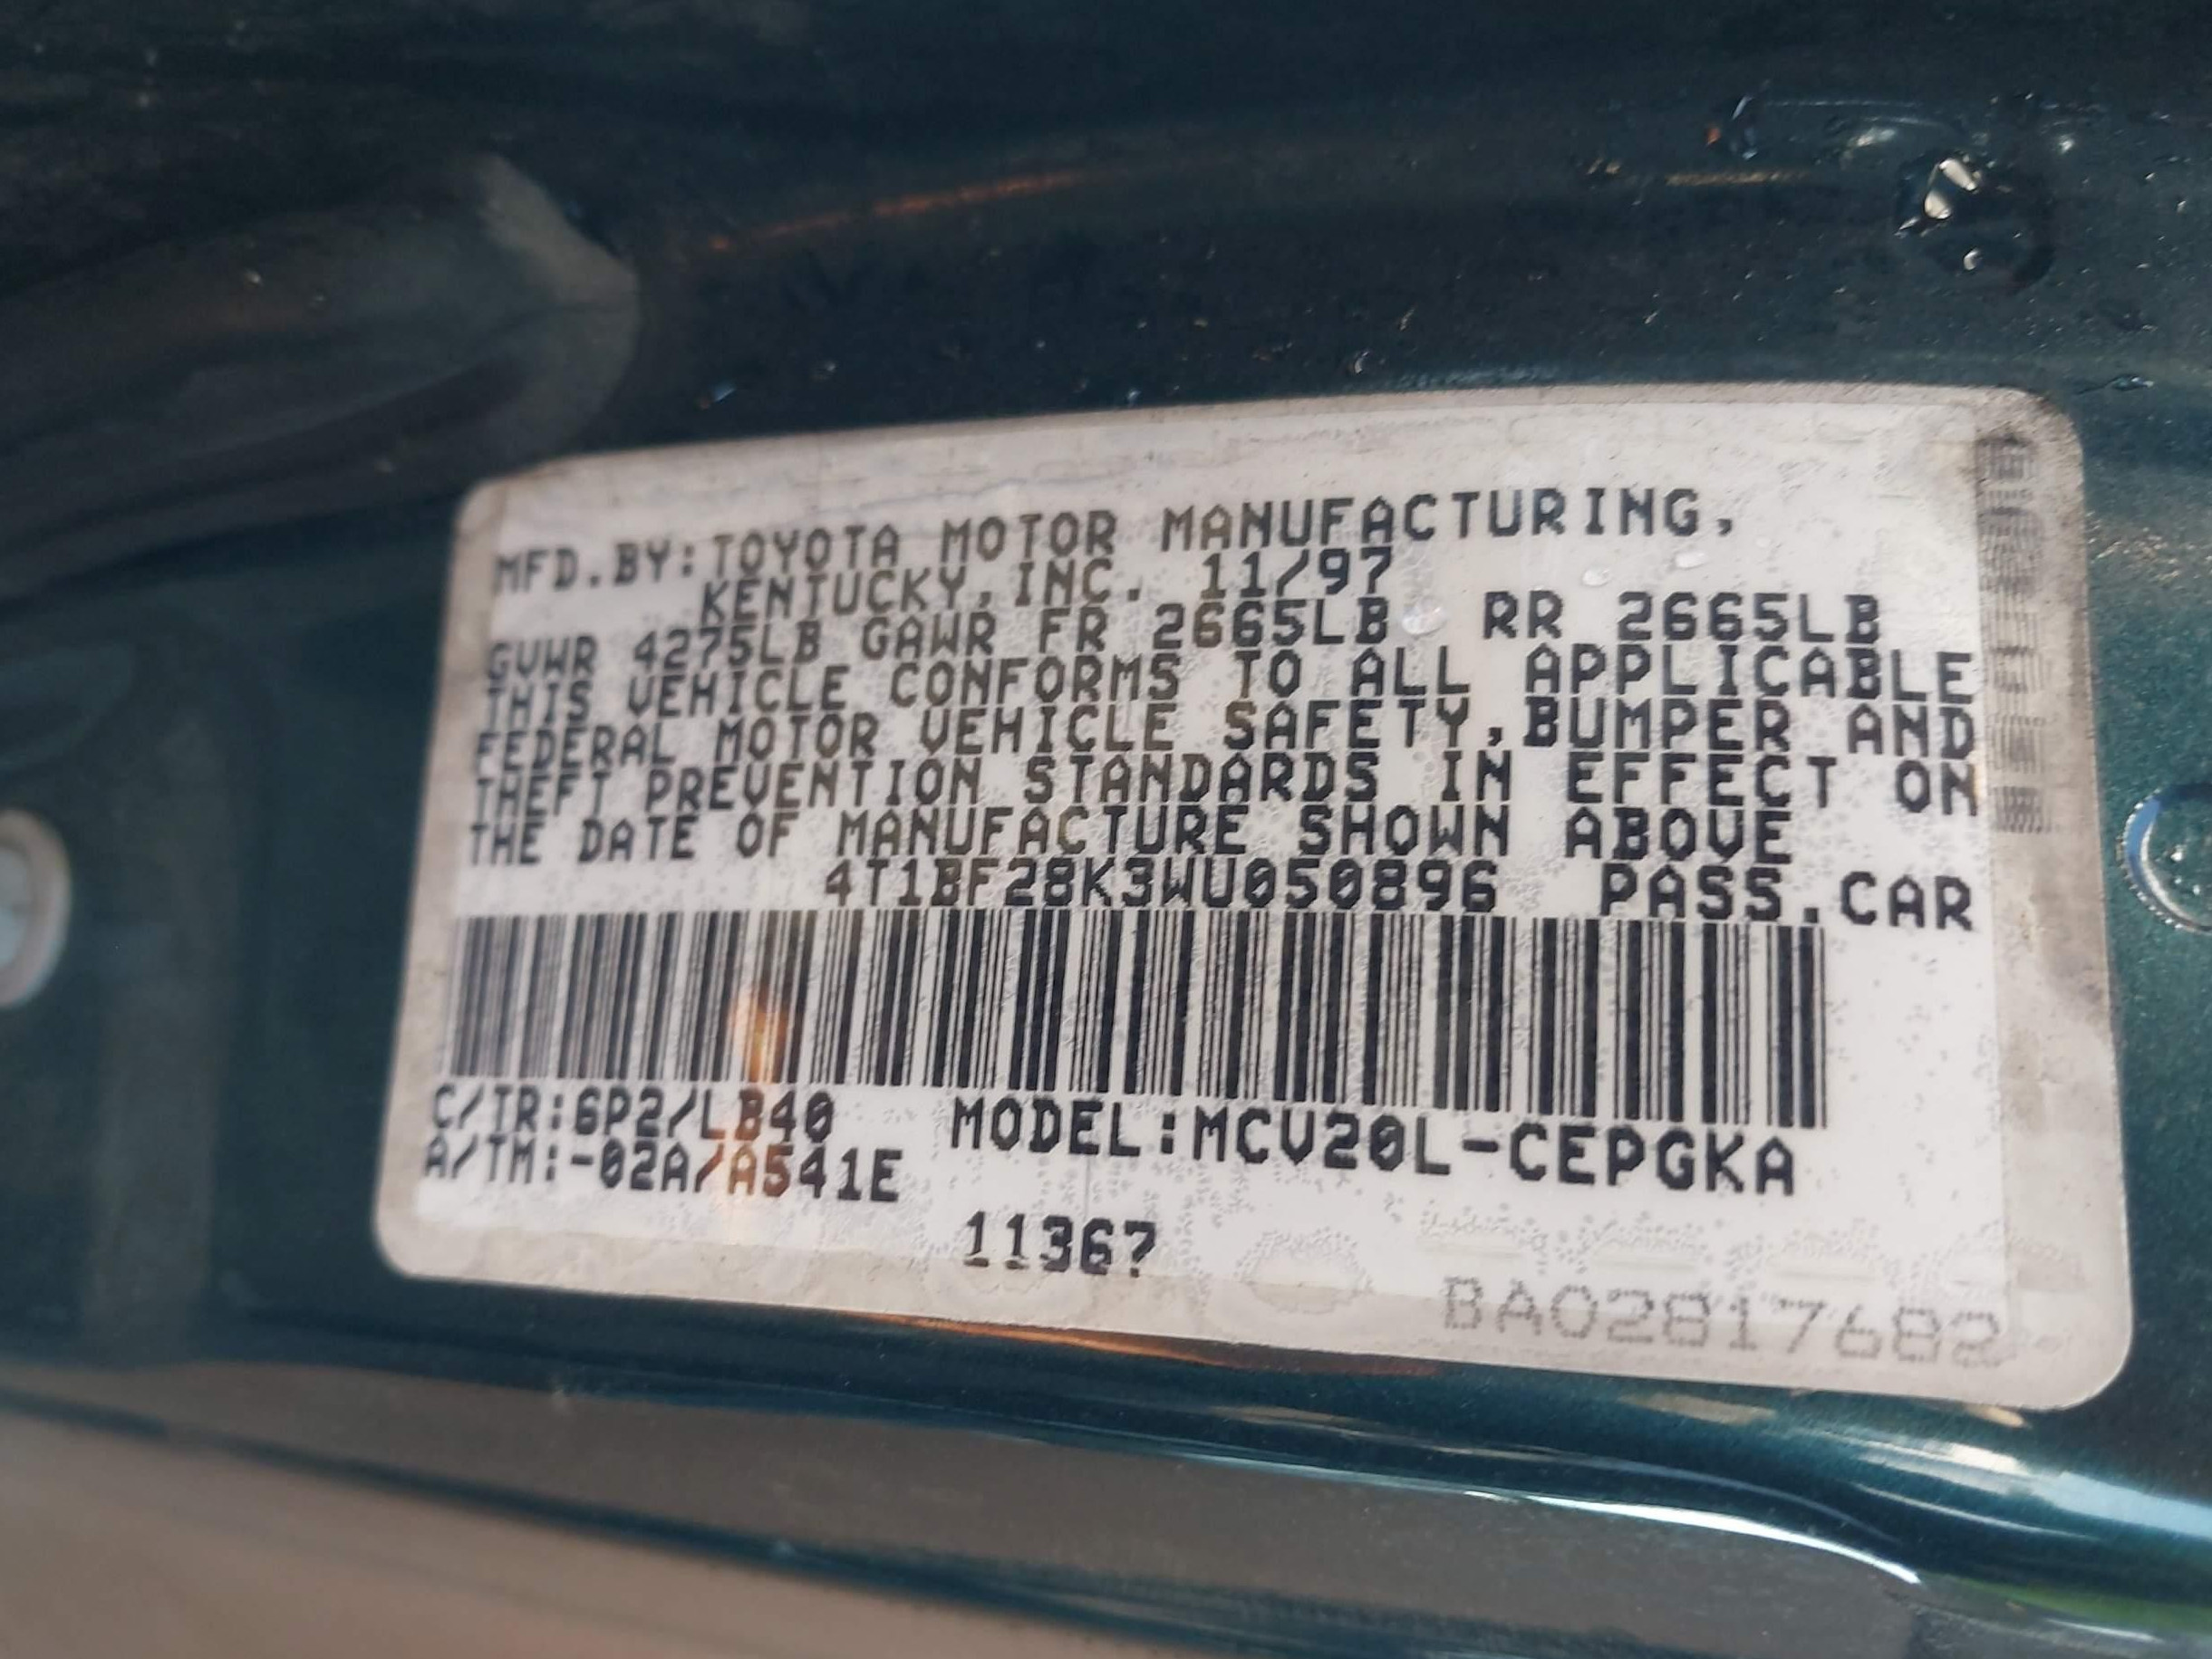 MFD.BY:TOYOTA MOTOR MANUFACTURING,
KENTUCKY,INC. 11/97
GVWR 4275LB GAWR FR 2665LB RR 2665LB
THIS VEHICLE CONFORMS TO ALL APPLICABLE
FEDERAL MOTOR VEHICLE SAFETY,BUMPER AND
THEFT PREVENTION STANDARDS IN EFFECT ON
THE DATE OF MANUFACTURE SHOWN ABOVE
4T1BF28K3WU050896 PASS.CAR
C/TR:6P2/LB40 MODEL:MCV20L-CEPGKA
A/TM:-02A/A541E
11367
BA02817682